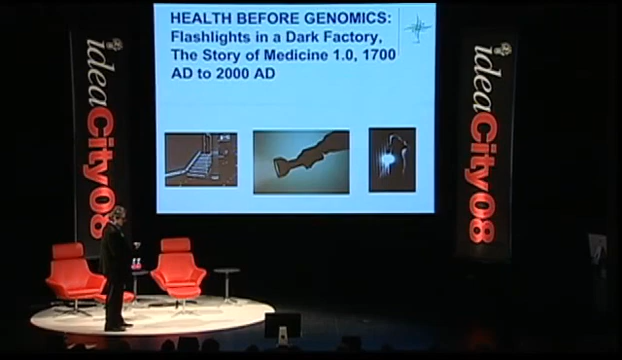 HEALTH BEFORE GENOMICS:
Flashlights in a Dark Factory,
The Story of Medicine 1.0, 1700
AD to 2000 AD
ideaCity08
ideaCity08